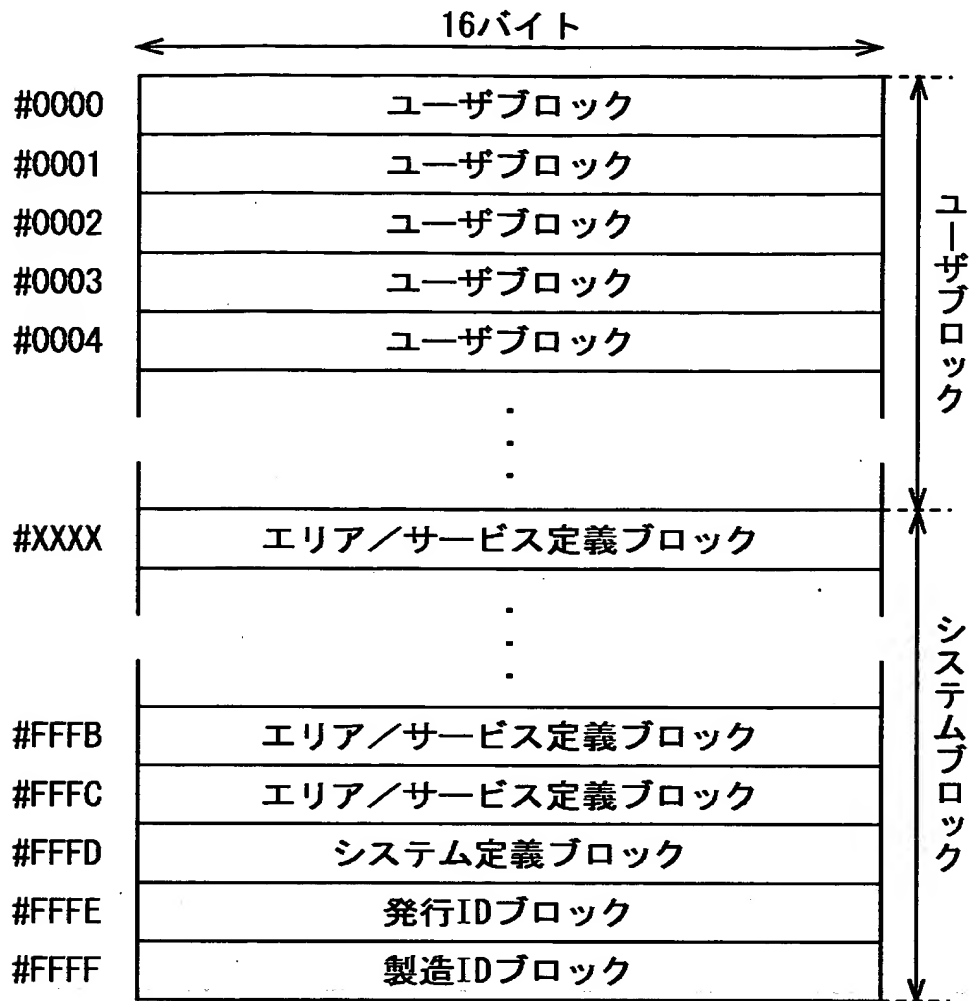 16バイト
#0000 ユーザブロック
#0001 ユーザブロック
#0002 ユーザブロック
#0003 ユーザブロック
#0004 ユーザブロック
#XXXX エリア/サービス定義ブロック
#FFFB エリア/サービス定義ブロック
#FFFC エリア/サービス定義ブロック
#FFFD システム定義ブロック
#FFFE 発行IDブロック
#FFFF 製造IDブロック
ユーザブロック
システムブロック